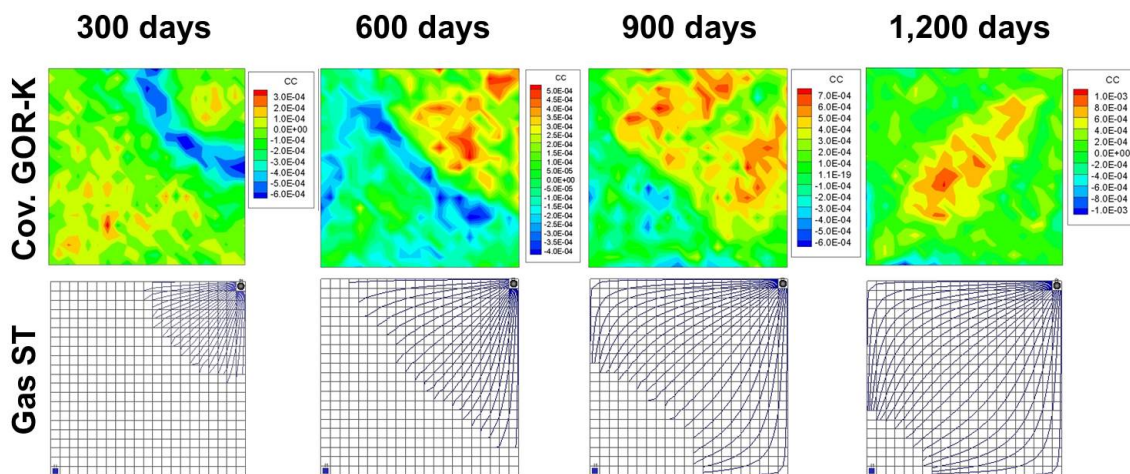 300 days
600 days
900 days
1,200 days
Cov. GOR-K
CC
3.0E-04
2.0E-04
1.0E-04
0.0E+00
-1.0E-04
-2.0E-04
-3.0E-04
-4.0E-04
-5.0E-04
-6.0E-04
CC
5.0E-04
4.5E-04
4.0E-04
3.5E-04
3.0E-04
2.5E-04
2.0E-04
1.5E-04
1.0E-04
5.0E-05
0.0E+00
-5.0E-05
-1.0E-04
-1.5E-04
-2.0E-04
-2.5E-04
-3.0E-04
-3.5E-04
-4.0E-04
CC
7.0E-04
6.0E-04
5.0E-04
4.0E-04
3.0E-04
2.0E-04
1.0E-04
1.1E-19
-1.0E-04
-2.0E-04
-3.0E-04
-4.0E-04
-5.0E-04
-6.0E-04
CC
1.0E-03
8.0E-04
6.0E-04
4.0E-04
2.0E-04
0.0E+00
-2.0E-04
-4.0E-04
-6.0E-04
-8.0E-04
-1.0E-03
Gas ST